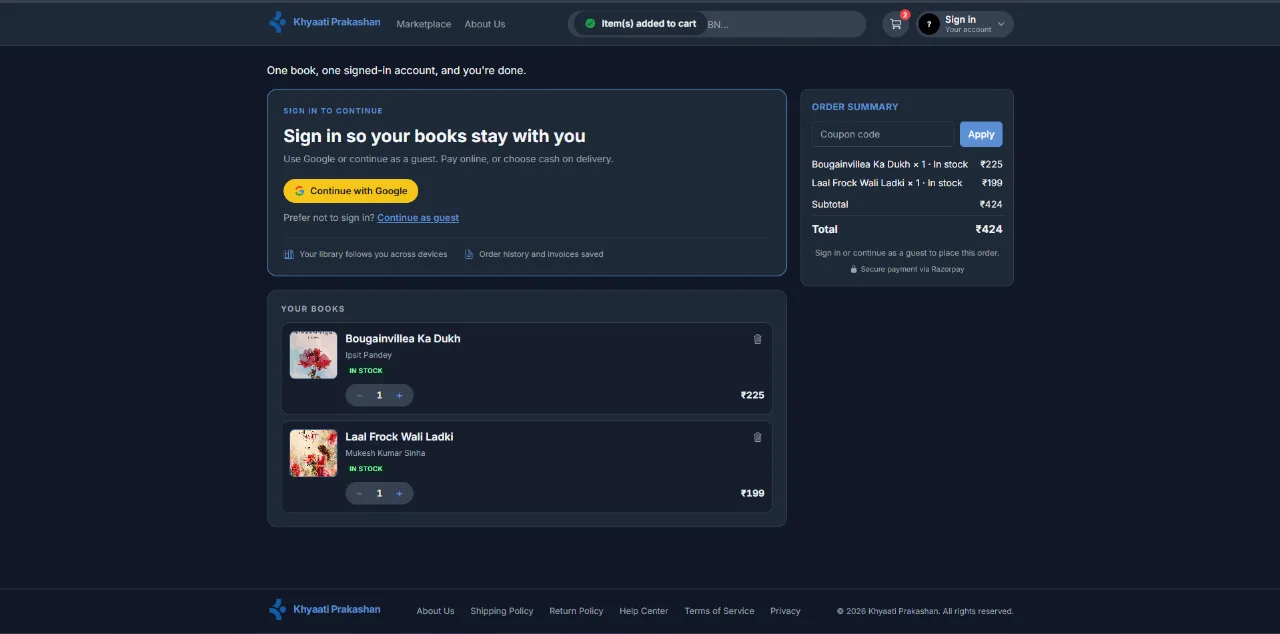 Khyaati Prakashan
Marketplace
About Us
Item(s) added to cart
BN...
2
?
Sign in
Your account
One book, one signed-in account, and you're done.
SIGN IN TO CONTINUE
Sign in so your books stay with you
Use Google or continue as a guest. Pay online, or choose cash on delivery.
Continue with Google
Prefer not to sign in? Continue as guest
Your library follows you across devices
Order history and invoices saved
ORDER SUMMARY
Coupon code
Apply
Bougainvillea Ka Dukh × 1 · In stock ₹225
Laal Frock Wali Ladki × 1 · In stock ₹199
Subtotal ₹424
Total ₹424
Sign in or continue as a guest to place this order.
Secure payment via Razorpay
YOUR BOOKS
Bougainvillea Ka Dukh
Ipsit Pandey
IN STOCK
− 1 +
₹225
Laal Frock Wali Ladki
Mukesh Kumar Sinha
IN STOCK
− 1 +
₹199
Khyaati Prakashan
About Us
Shipping Policy
Return Policy
Help Center
Terms of Service
Privacy
© 2026 Khyaati Prakashan. All rights reserved.